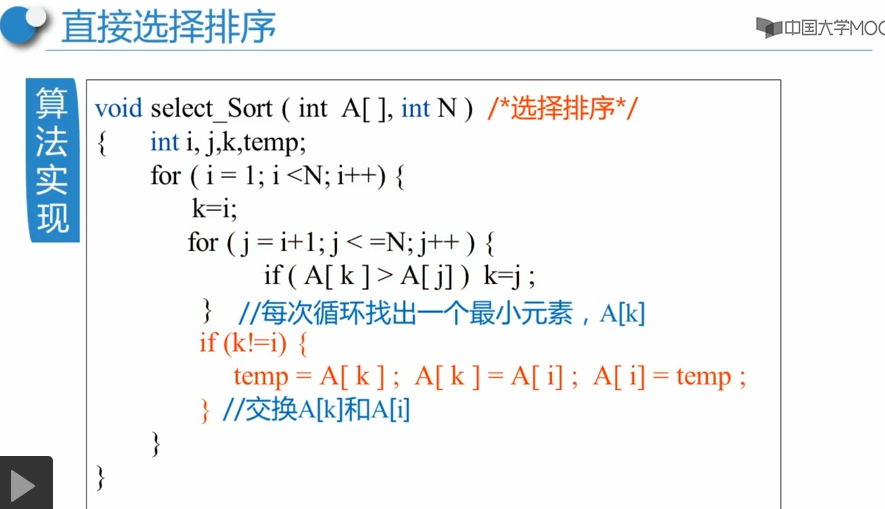 直接选择排序
中国大学MOC
算法实现
void select_Sort ( int A[ ], int N ) /*选择排序*/
{ int i, j,k,temp;
for ( i = 1; i <N; i++) {
k=i;
for ( j = i+1; j < =N; j++ ) {
if ( A[ k ] > A[ j] ) k=j ;
} //每次循环找出一个最小元素，A[k]
if (k!=i) {
temp = A[ k ] ; A[ k ] = A[ i] ; A[ i] = temp ;
} //交换A[k]和A[i]
}
}